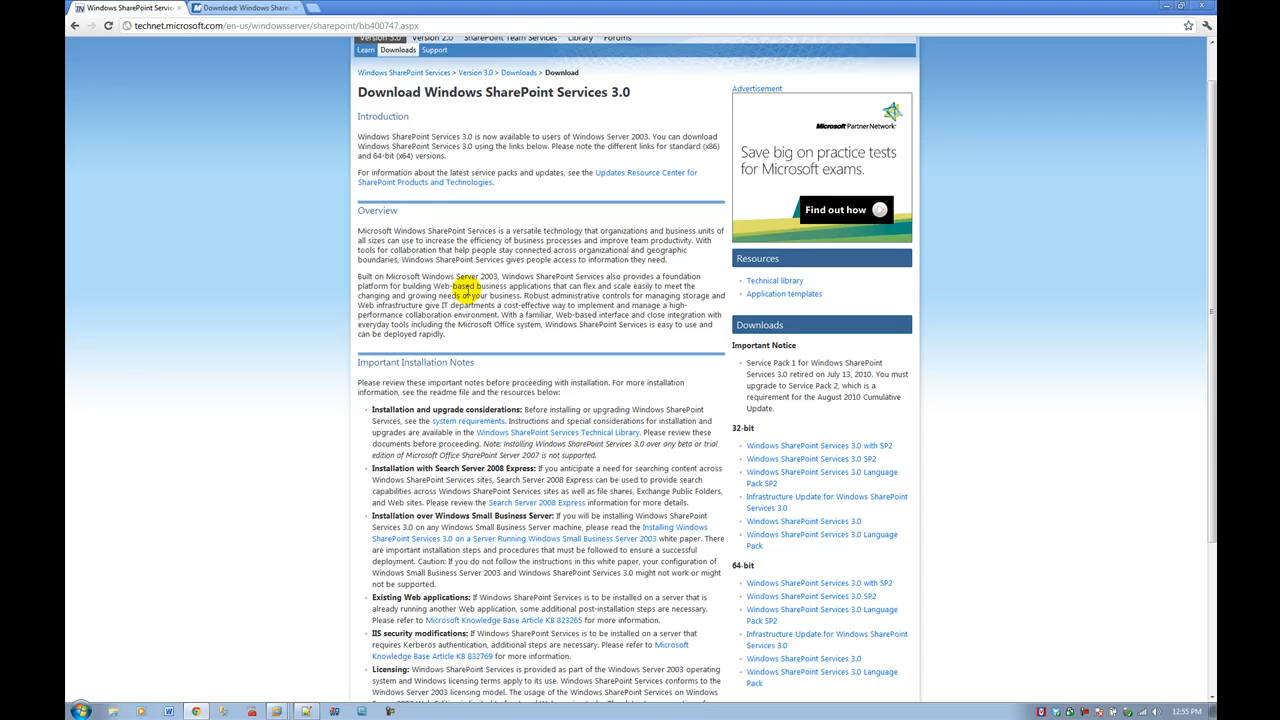 Windows SharePoint Servic
Download: Windows Share
technet.microsoft.com/en-us/windowsserver/sharepoint/bb400747.aspx
Version 3.0 Version 2.0 SharePoint Team Services Library Forums
Learn Downloads Support
Windows SharePoint Services > Version 3.0 > Downloads > Download
Download Windows SharePoint Services 3.0
Introduction
Windows SharePoint Services 3.0 is now available to users of Windows Server 2003. You can download
Windows SharePoint Services 3.0 using the links below. Please note the different links for standard (x86)
and 64-bit (x64) versions.
For information about the latest service packs and updates, see the Updates Resource Center for
SharePoint Products and Technologies.
Overview
Microsoft Windows SharePoint Services is a versatile technology that organizations and business units of
all sizes can use to increase the efficiency of business processes and improve team productivity. With
tools for collaboration that help people stay connected across organizational and geographic
boundaries, Windows SharePoint Services gives people access to information they need.
Built on Microsoft Windows Server 2003, Windows SharePoint Services also provides a foundation
platform for building Web-based business applications that can flex and scale easily to meet the
changing and growing needs of your business. Robust administrative controls for managing storage and
Web infrastructure give IT departments a cost-effective way to implement and manage a high-
performance collaboration environment. With a familiar, Web-based interface and close integration with
everyday tools including the Microsoft Office system, Windows SharePoint Services is easy to use and
can be deployed rapidly.
Important Installation Notes
Please review these important notes before proceeding with installation. For more installation
information, see the readme file and the resources below:
Installation and upgrade considerations: Before installing or upgrading Windows SharePoint
Services, see the system requirements. Instructions and special considerations for installation and
upgrades are available in the Windows SharePoint Services Technical Library. Please review these
documents before proceeding. Note: Installing Windows SharePoint Services 3.0 over any beta or trial
edition of Microsoft Office SharePoint Server 2007 is not supported.
Installation with Search Server 2008 Express: If you anticipate a need for searching content across
Windows SharePoint Services sites, Search Server 2008 Express can be used to provide search
capabilities across Windows SharePoint Services sites as well as file shares, Exchange Public Folders,
and Web sites. Please review the Search Server 2008 Express information for more details.
Installation over Windows Small Business Server: If you will be installing Windows SharePoint
Services 3.0 on any Windows Small Business Server machine, please read the Installing Windows
SharePoint Services 3.0 on a Server Running Windows Small Business Server 2003 white paper. There
are important installation steps and procedures that must be followed to ensure a successful
deployment. Caution: If you do not follow the instructions in this white paper, your configuration of
Windows Small Business Server 2003 and Windows SharePoint Services 3.0 might not work or might
not be supported.
Existing Web applications: If Windows SharePoint Services is to be installed on a server that is
already running another Web application, some additional post-installation steps are necessary.
Please refer to Microsoft Knowledge Base Article KB 823265 for more information.
IIS security modifications: If Windows SharePoint Services is to be installed on a server that
requires Kerberos authentication, additional steps are necessary. Please refer to Microsoft
Knowledge Base Article KB 832769 for more information.
Licensing: Windows SharePoint Services is provided as part of the Windows Server 2003 operating
system and Windows licensing terms apply to its use. Windows SharePoint Services conforms to the
Windows Server 2003 licensing model. The usage of the Windows SharePoint Services on Windows
Advertisement
Microsoft Partner Network
Save big on practice tests
for Microsoft exams.
Find out how
Resources
Technical library
Application templates
Downloads
Important Notice
Service Pack 1 for Windows SharePoint
Services 3.0 retired on July 13, 2010. You must
upgrade to Service Pack 2, which is a
requirement for the August 2010 Cumulative
Update.
32-bit
Windows SharePoint Services 3.0 with SP2
Windows SharePoint Services 3.0 SP2
Windows SharePoint Services 3.0 Language
Pack SP2
Infrastructure Update for Windows SharePoint
Services 3.0
Windows SharePoint Services 3.0
Windows SharePoint Services 3.0 Language
Pack
64-bit
Windows SharePoint Services 3.0 with SP2
Windows SharePoint Services 3.0 SP2
Windows SharePoint Services 3.0 Language
Pack SP2
Infrastructure Update for Windows SharePoint
Services 3.0
Windows SharePoint Services 3.0
Windows SharePoint Services 3.0 Language
Pack
12:55 PM